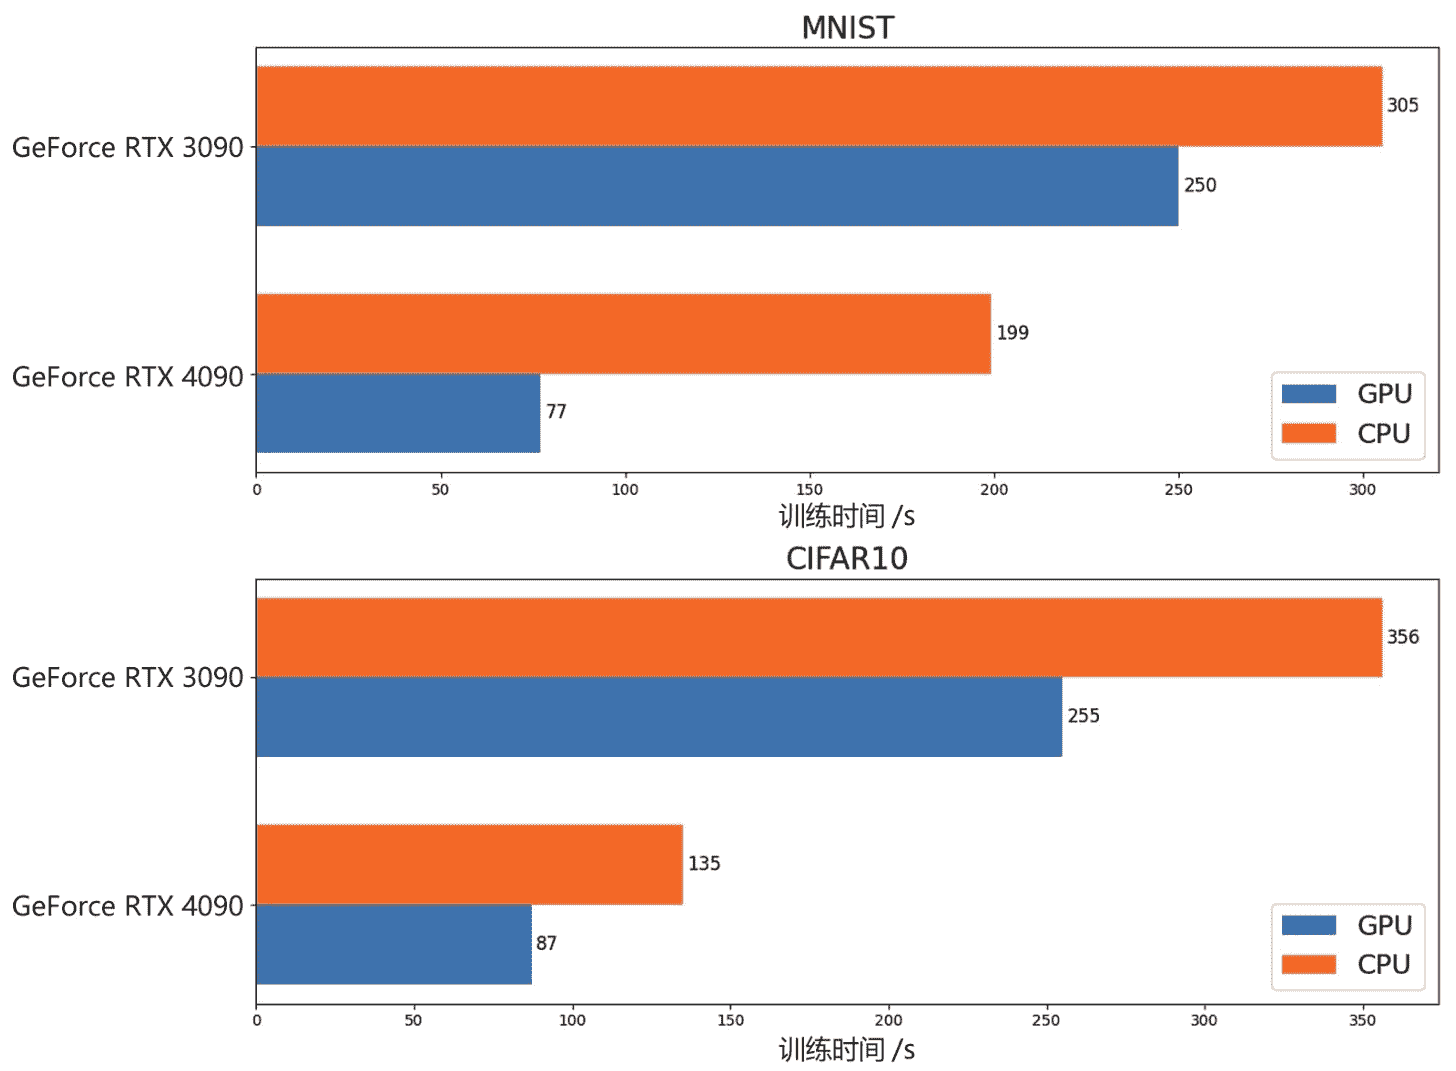 MNIST
GeForce RTX 3090
305
250
GeForce RTX 4090
199
77
GPU
CPU
0 50 100 150 200 250 300
训练时间 /s
CIFAR10
GeForce RTX 3090
356
255
GeForce RTX 4090
135
87
GPU
CPU
0 50 100 150 200 250 300 350
训练时间 /s